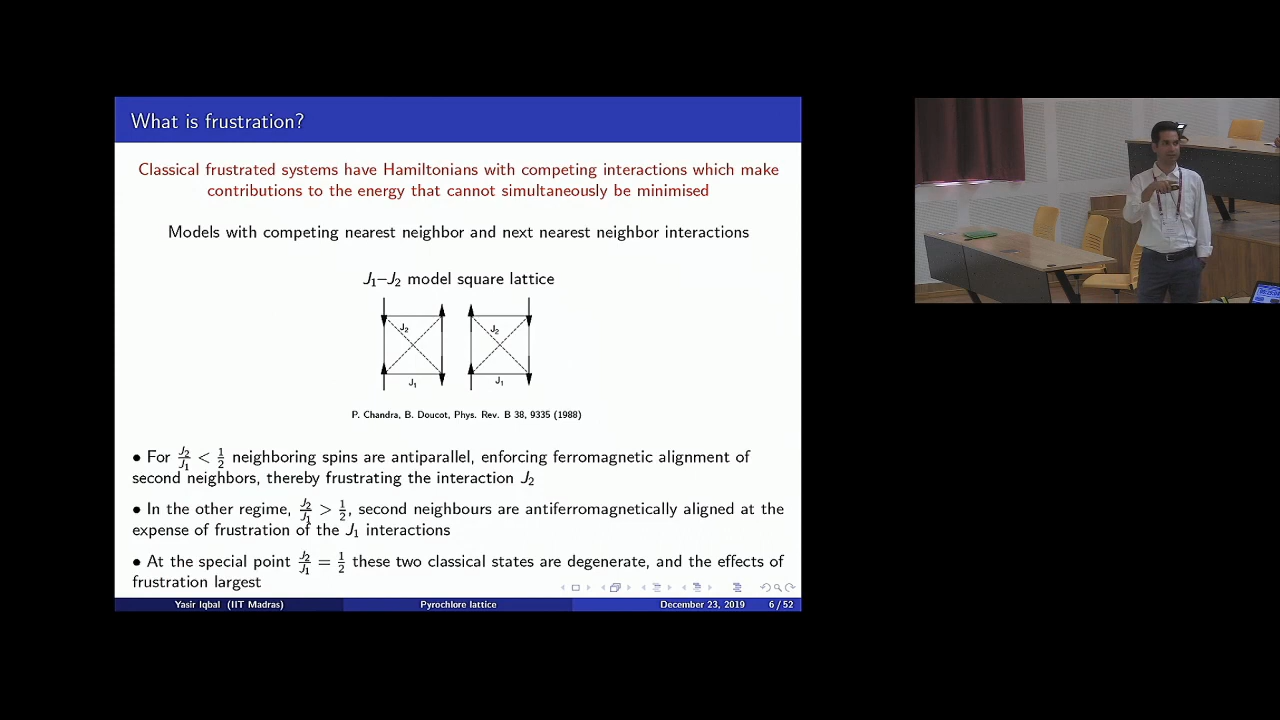 What is frustration?
Classical frustrated systems have Hamiltonians with competing interactions which make
contributions to the energy that cannot simultaneously be minimised
Models with competing nearest neighbor and next nearest neighbor interactions
J₁–J₂ model square lattice
J₂ J₂
J₁ J₁
P. Chandra, B. Doucot, Phys. Rev. B 38, 9335 (1988)
• For J₂/J₁ < 1/2 neighboring spins are antiparallel, enforcing ferromagnetic alignment of
second neighbors, thereby frustrating the interaction J₂
• In the other regime, J₂/J₁ > 1/2, second neighbours are antiferromagnetically aligned at the
expense of frustration of the J₁ interactions
• At the special point J₂/J₁ = 1/2 these two classical states are degenerate, and the effects of
frustration largest
Yasir Iqbal (IIT Madras) Pyrochlore lattice December 23, 2019 6 / 52